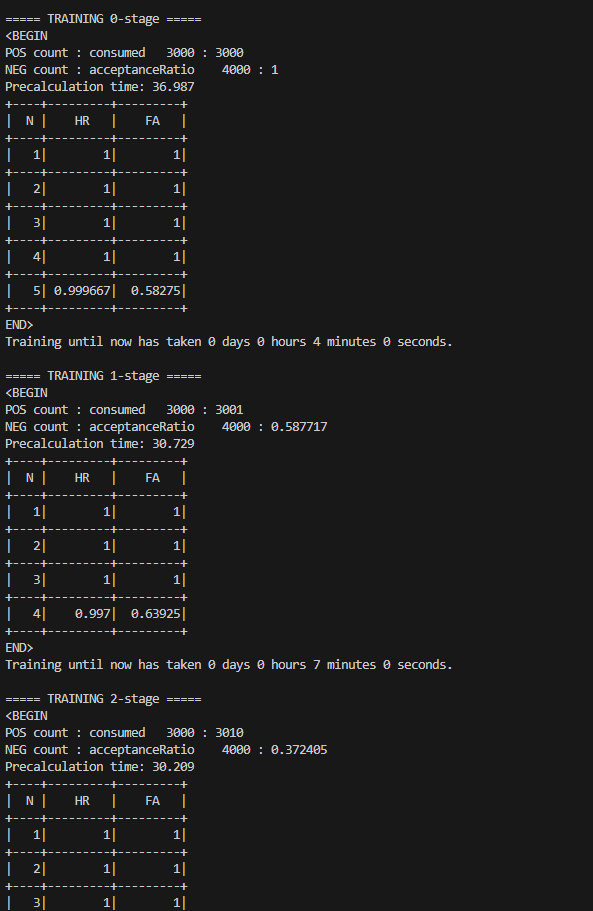 ===== TRAINING 0-stage =====
<BEGIN
POS count : consumed   3000 : 3000
NEG count : acceptanceRatio    4000 : 1
Precalculation time: 36.987
+----+---------+---------+
|  N |    HR   |    FA   |
+----+---------+---------+
|   1|        1|        1|
+----+---------+---------+
|   2|        1|        1|
+----+---------+---------+
|   3|        1|        1|
+----+---------+---------+
|   4|        1|        1|
+----+---------+---------+
|   5| 0.999667|  0.58275|
+----+---------+---------+
END>
Training until now has taken 0 days 0 hours 4 minutes 0 seconds.

===== TRAINING 1-stage =====
<BEGIN
POS count : consumed   3000 : 3001
NEG count : acceptanceRatio    4000 : 0.587717
Precalculation time: 30.729
+----+---------+---------+
|  N |    HR   |    FA   |
+----+---------+---------+
|   1|        1|        1|
+----+---------+---------+
|   2|        1|        1|
+----+---------+---------+
|   3|        1|        1|
+----+---------+---------+
|   4|    0.997|  0.63925|
+----+---------+---------+
END>
Training until now has taken 0 days 0 hours 7 minutes 0 seconds.

===== TRAINING 2-stage =====
<BEGIN
POS count : consumed   3000 : 3010
NEG count : acceptanceRatio    4000 : 0.372405
Precalculation time: 30.209
+----+---------+---------+
|  N |    HR   |    FA   |
+----+---------+---------+
|   1|        1|        1|
+----+---------+---------+
|   2|        1|        1|
+----+---------+---------+
|   3|        1|        1|